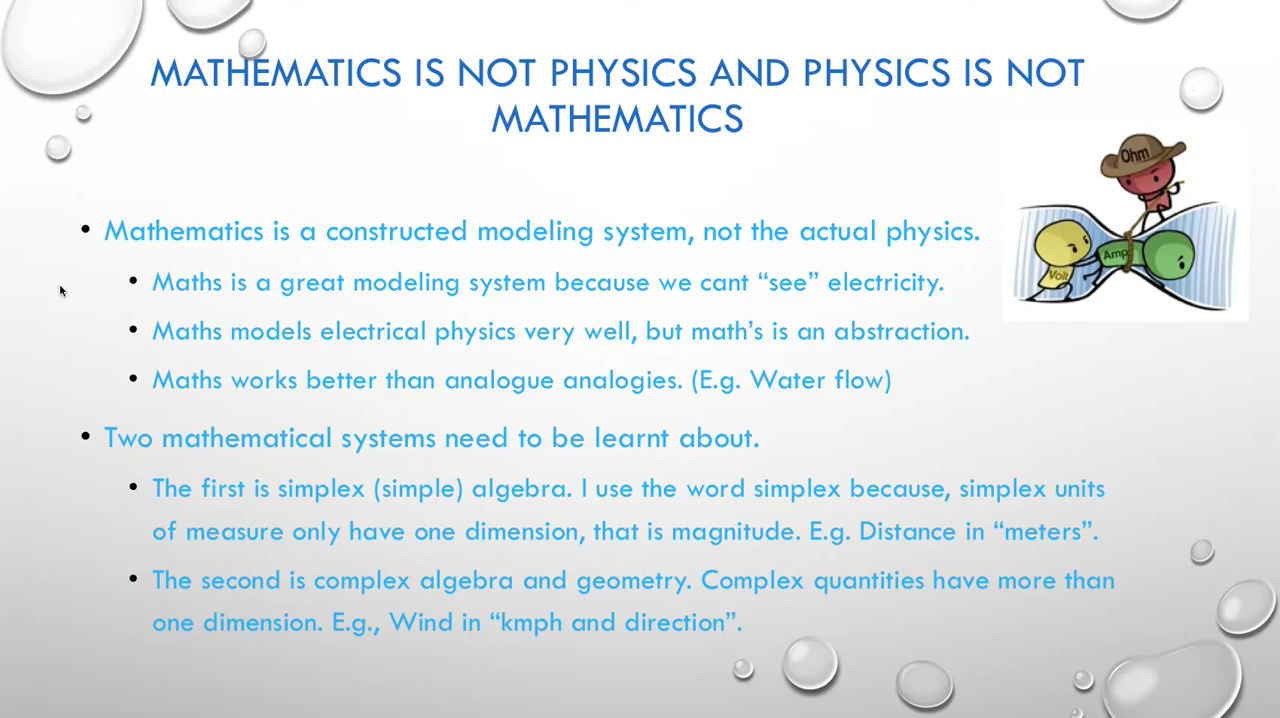 MATHEMATICS IS NOT PHYSICS AND PHYSICS IS NOT
MATHEMATICS
Ohm
Volt
Amp
• Mathematics is a constructed modeling system, not the actual physics.
• Maths is a great modeling system because we cant “see” electricity.
• Maths models electrical physics very well, but math’s is an abstraction.
• Maths works better than analogue analogies. (E.g. Water flow)
• Two mathematical systems need to be learnt about.
• The first is simplex (simple) algebra. I use the word simplex because, simplex units
of measure only have one dimension, that is magnitude. E.g. Distance in “meters”.
• The second is complex algebra and geometry. Complex quantities have more than
one dimension. E.g., Wind in “kmph and direction”.